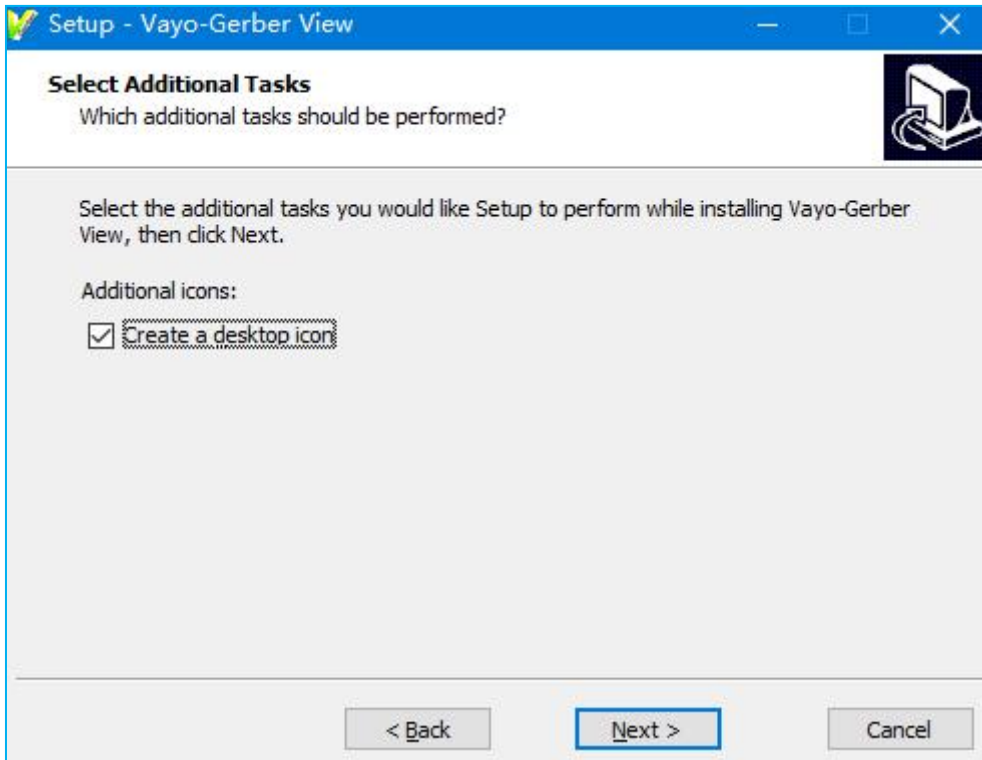 Setup - Vayo-Gerber View
Select Additional Tasks
Which additional tasks should be performed?
Select the additional tasks you would like Setup to perform while installing Vayo-Gerber
View, then click Next.
Additional icons:
Create a desktop icon
< Back
Next >
Cancel